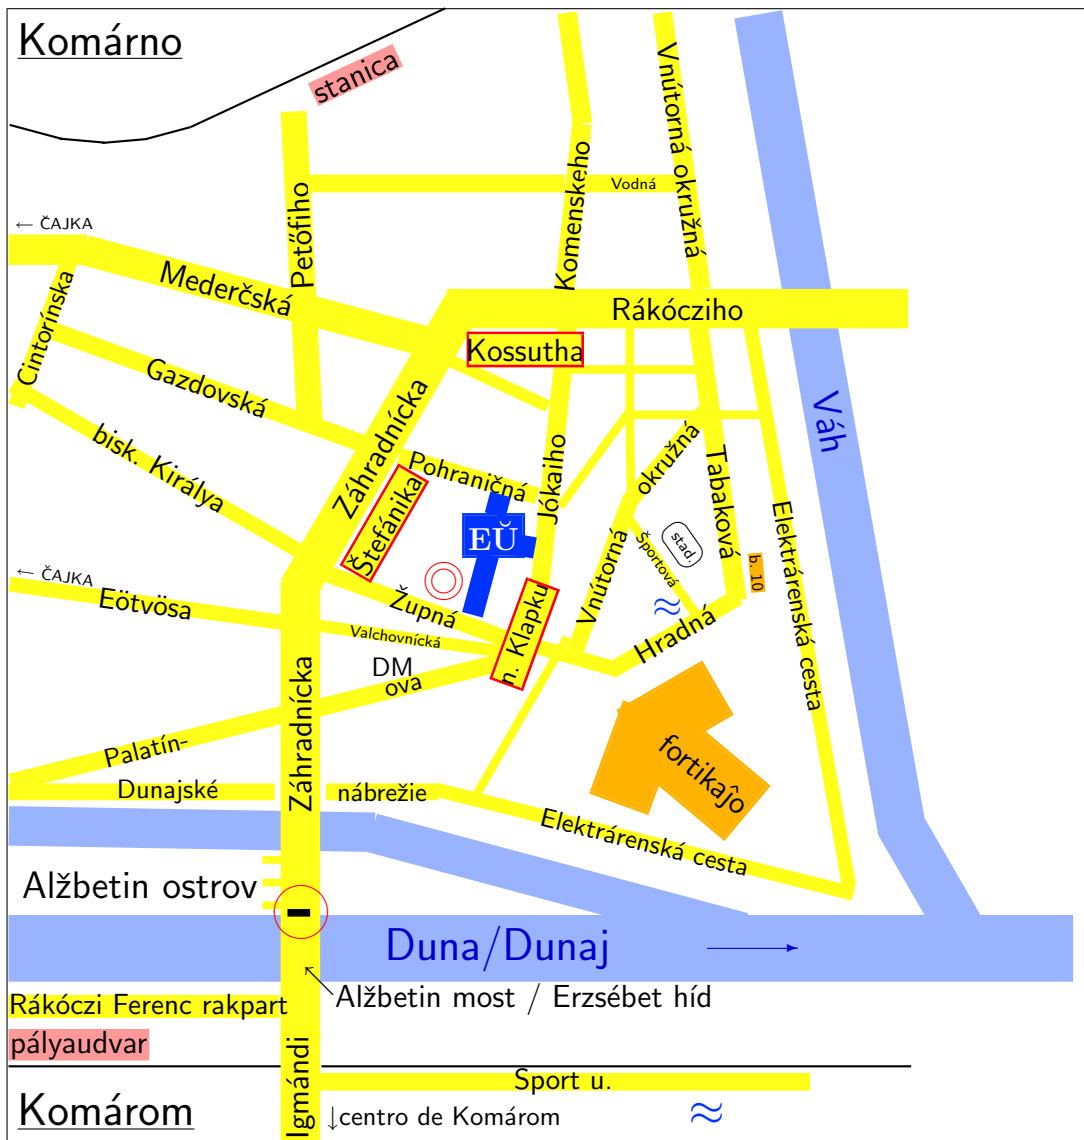 Komárno
stanica
Vnútorná okružná
Komenskeho
Vodná
Petőfiho
← ČAJKA
Mederčská
Cintorínska
Rákócziho
Kossutha
Gazdovská
Záhradnícka
Váh
bisk. Királya
Pohraničná
Jókaiho
okružná
Vnútorná
Tabaková
Štefánika
EŬ
stad.
Športová
b. 10
Elektrárenská cesta
← ČAJKA
Eötvösa
Župná
Valchovnícká
n. Klapku
Hradná
DM
ova
Palatín-
Záhradnícka
fortikaĵo
Dunajské
nábrežie
Elektrárenská cesta
Alžbetin ostrov
Duna/Dunaj
Alžbetin most / Erzsébet híd
Rákóczi Ferenc rakpart
pályaudvar
Igmándi
Sport u.
Komárom
↓centro de Komárom